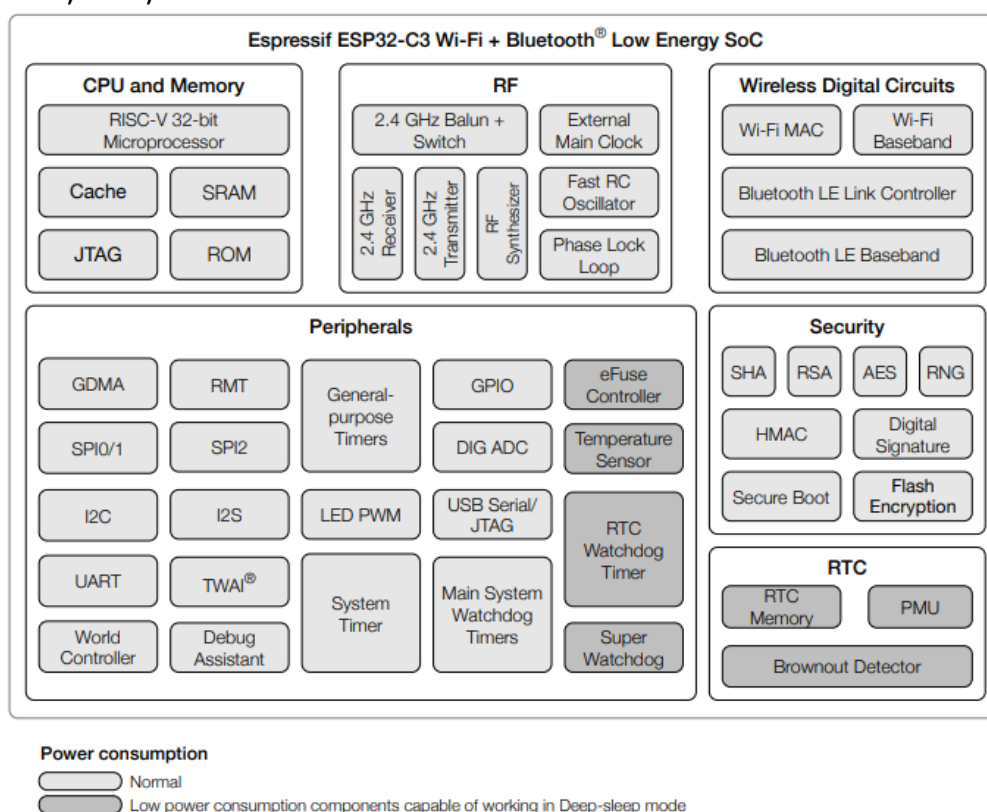 Espressif ESP32-C3 Wi-Fi + Bluetooth® Low Energy SoC
CPU and Memory
RISC-V 32-bit
Microprocessor
Cache
SRAM
JTAG
ROM
RF
2.4 GHz Balun +
Switch
External
Main Clock
2.4 GHz
Receiver
2.4 GHz
Transmitter
RF
Synthesizer
Fast RC
Oscillator
Phase Lock
Loop
Wireless Digital Circuits
Wi-Fi MAC
Wi-Fi
Baseband
Bluetooth LE Link Controller
Bluetooth LE Baseband
Peripherals
GDMA
RMT
General-
purpose
Timers
GPIO
eFuse
Controller
SPI0/1
SPI2
DIG ADC
Temperature
Sensor
I2C
I2S
LED PWM
USB Serial/
JTAG
RTC
Watchdog
Timer
UART
TWAI®
System
Timer
Main System
Watchdog
Timers
World
Controller
Debug
Assistant
Super
Watchdog
Security
SHA
RSA
AES
RNG
HMAC
Digital
Signature
Secure Boot
Flash
Encryption
RTC
RTC
Memory
PMU
Brownout Detector
Power consumption
Normal
Low power consumption components capable of working in Deep-sleep mode